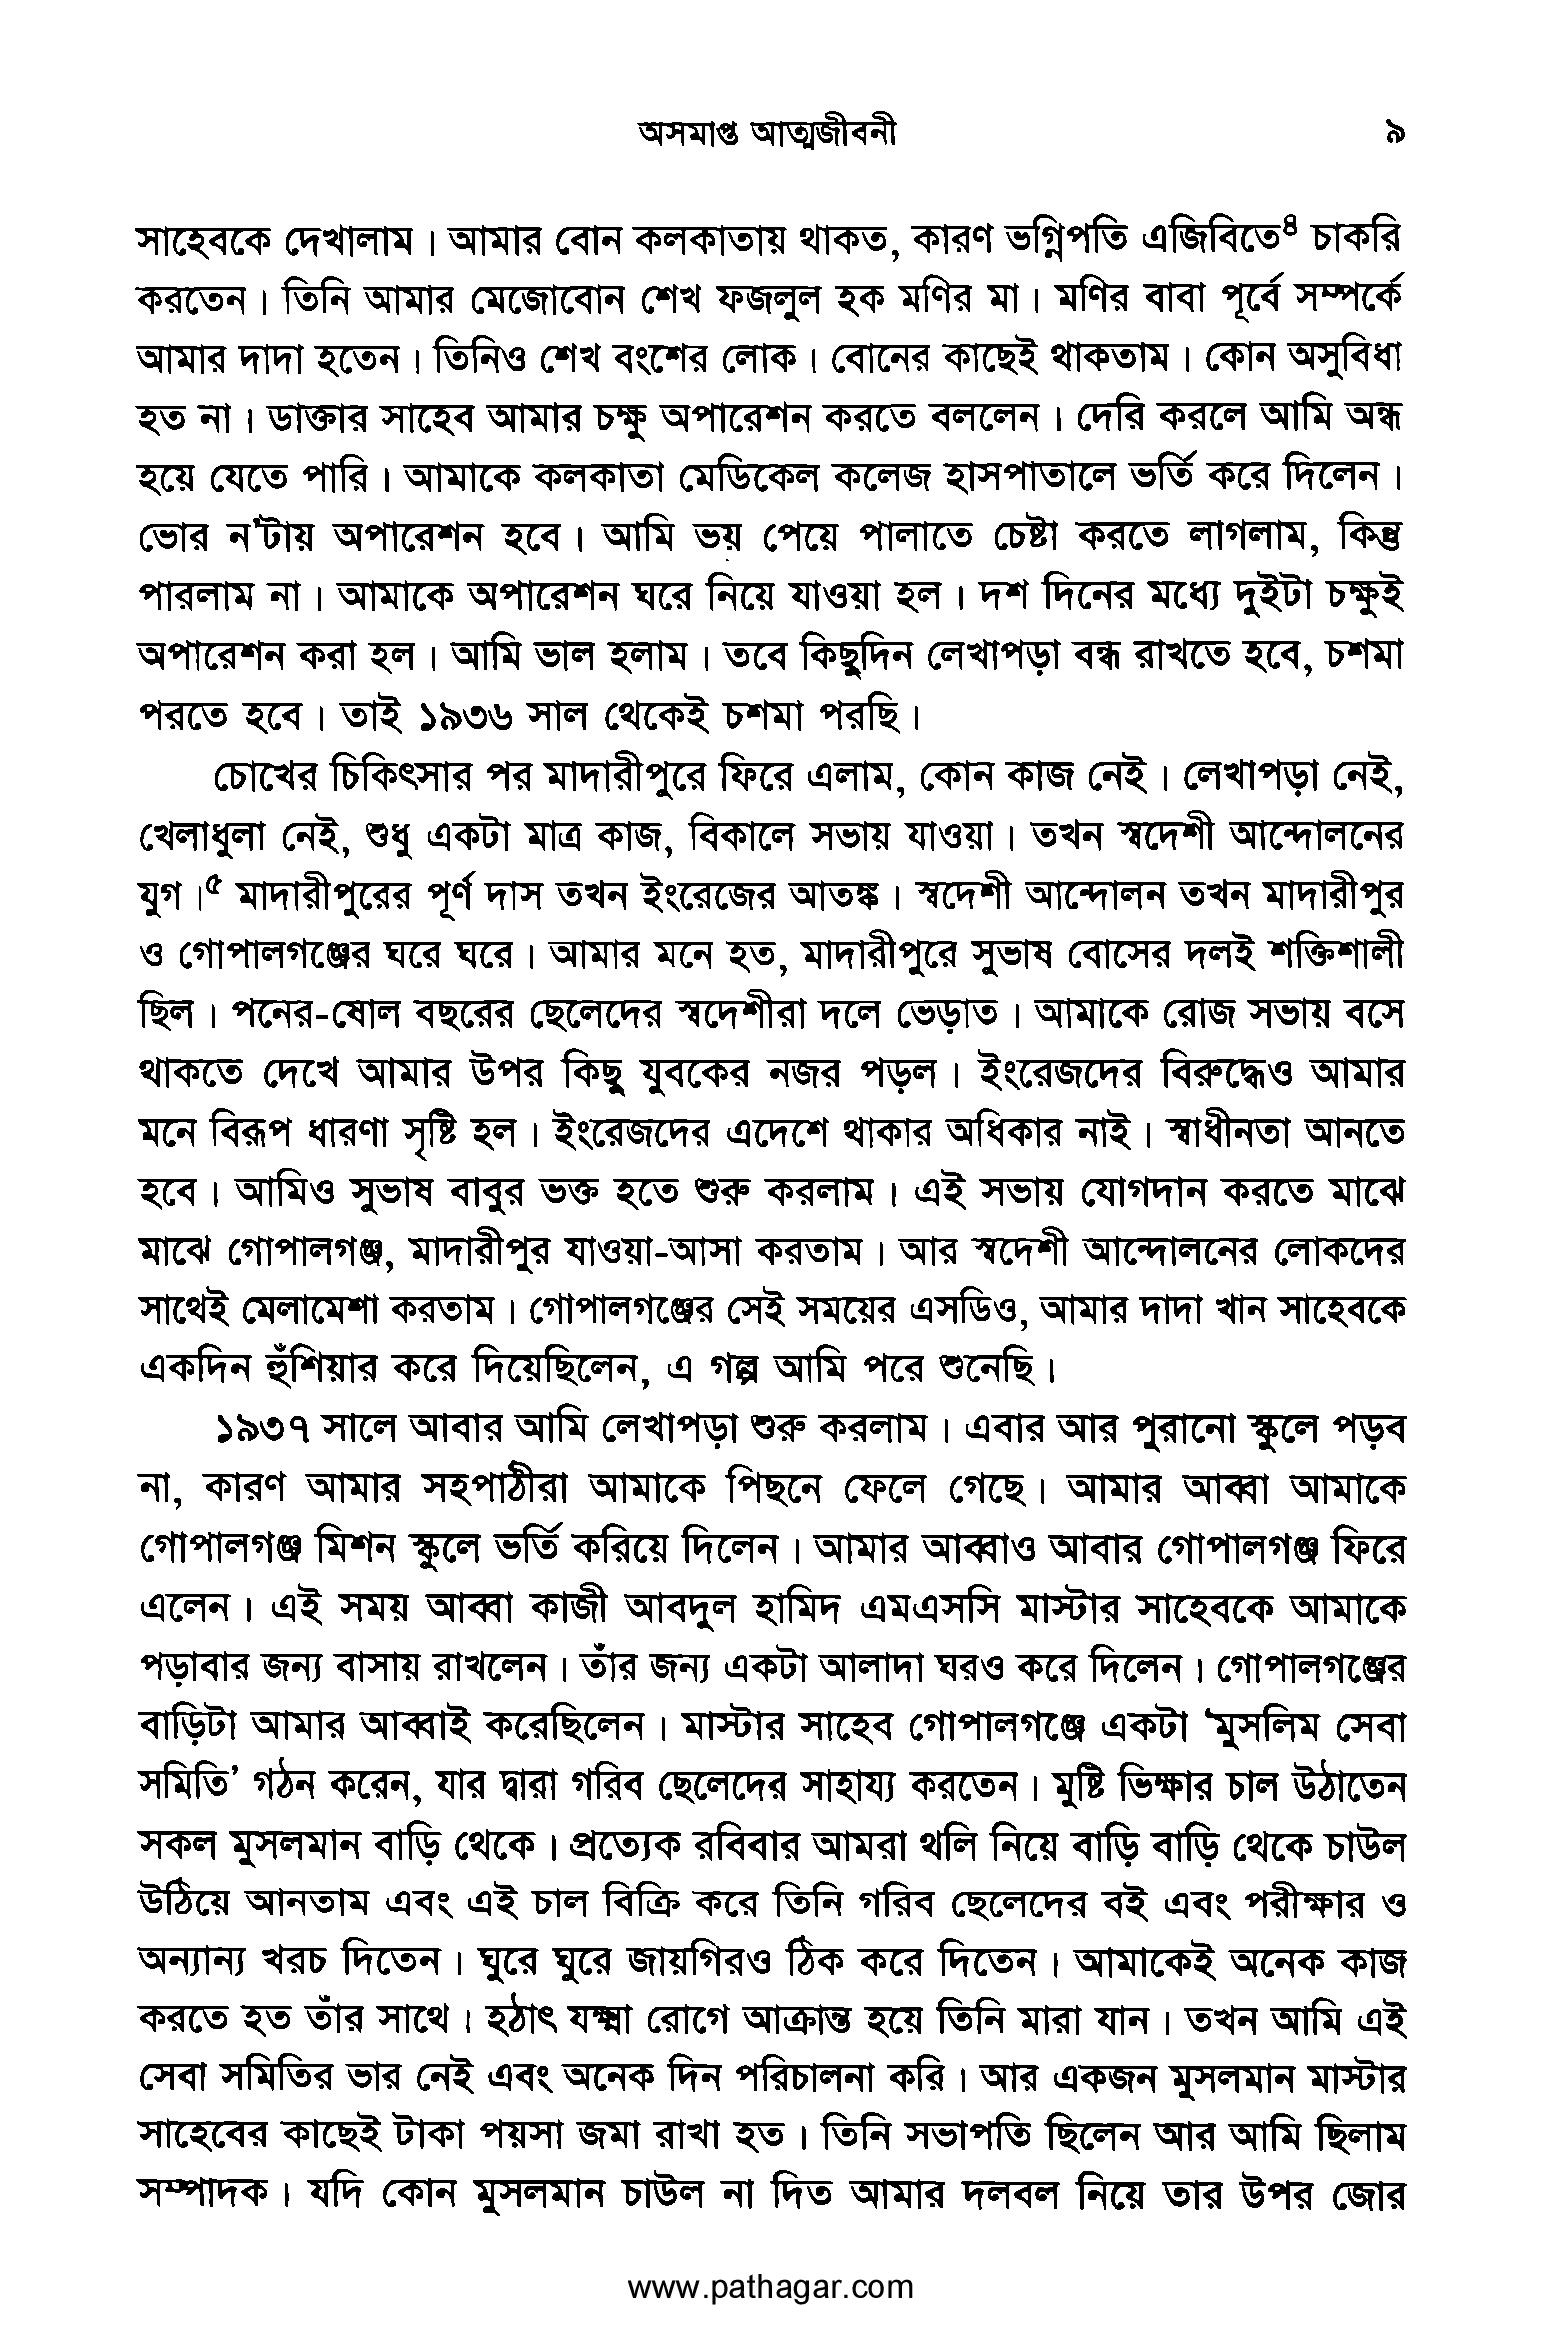 অসমাপ্ত আত্মজীবনী ৯
সাহেবকে দেখালাম। আমার বোন কলকাতায় থাকত, কারণ ভগ্নিপতি এজিবিতে৪ চাকরি
করতেন। তিনি আমার মেজোবোন শেখ ফজলুল হক মণির মা। মণির বাবা পূর্বে সম্পর্কে
আমার দাদা হতেন। তিনিও শেখ বংশের লোক। বোনের কাছেই থাকতাম। কোন অসুবিধা
হত না। ডাক্তার সাহেব আমার চক্ষু অপারেশন করতে বললেন। দেরি করলে আমি অন্ধ
হয়ে যেতে পারি। আমাকে কলকাতা মেডিকেল কলেজ হাসপাতালে ভর্তি করে দিলেন।
ভোর ন'টায় অপারেশন হবে। আমি ভয় পেয়ে পালাতে চেষ্টা করতে লাগলাম, কিন্তু
পারলাম না। আমাকে অপারেশন ঘরে নিয়ে যাওয়া হল। দশ দিনের মধ্যে দুইটা চক্ষুই
অপারেশন করা হল। আমি ভাল হলাম। তবে কিছুদিন লেখাপড়া বন্ধ রাখতে হবে, চশমা
পরতে হবে। তাই ১৯৩৬ সাল থেকেই চশমা পরছি।
চোখের চিকিৎসার পর মাদারীপুরে ফিরে এলাম, কোন কাজ নেই। লেখাপড়া নেই,
খেলাধুলা নেই, শুধু একটা মাত্র কাজ, বিকালে সভায় যাওয়া। তখন স্বদেশী আন্দোলনের
যুগ।৫ মাদারীপুরের পূর্ণ দাস তখন ইংরেজের আতঙ্ক। স্বদেশী আন্দোলন তখন মাদারীপুর
ও গোপালগঞ্জের ঘরে ঘরে। আমার মনে হত, মাদারীপুরে সুভাষ বোসের দলই শক্তিশালী
ছিল। পনের-ষোল বছরের ছেলেদের স্বদেশীরা দলে ভেড়াত। আমাকে রোজ সভায় বসে
থাকতে দেখে আমার উপর কিছু যুবকের নজর পড়ল। ইংরেজদের বিরুদ্ধেও আমার
মনে বিরূপ ধারণা সৃষ্টি হল। ইংরেজদের এদেশে থাকার অধিকার নাই। স্বাধীনতা আনতে
হবে। আমিও সুভাষ বাবুর ভক্ত হতে শুরু করলাম। এই সভায় যোগদান করতে মাঝে
মাঝে গোপালগঞ্জ, মাদারীপুর যাওয়া-আসা করতাম। আর স্বদেশী আন্দোলনের লোকদের
সাথেই মেলামেশা করতাম। গোপালগঞ্জের সেই সময়ের এসডিও, আমার দাদা খান সাহেবকে
একদিন হুঁশিয়ার করে দিয়েছিলেন, এ গল্প আমি পরে শুনেছি।
১৯৩৭ সালে আবার আমি লেখাপড়া শুরু করলাম। এবার আর পুরানো স্কুলে পড়ব
না, কারণ আমার সহপাঠীরা আমাকে পিছনে ফেলে গেছে। আমার আব্বা আমাকে
গোপালগঞ্জ মিশন স্কুলে ভর্তি করিয়ে দিলেন। আমার আব্বাও আবার গোপালগঞ্জ ফিরে
এলেন। এই সময় আব্বা কাজী আবদুল হামিদ এমএসসি মাস্টার সাহেবকে আমাকে
পড়াবার জন্য বাসায় রাখলেন। তাঁর জন্য একটা আলাদা ঘরও করে দিলেন। গোপালগঞ্জের
বাড়িটা আমার আব্বাই করেছিলেন। মাস্টার সাহেব গোপালগঞ্জে একটা ‘মুসলিম সেবা
সমিতি’ গঠন করেন, যার দ্বারা গরিব ছেলেদের সাহায্য করতেন। মুষ্টি ভিক্ষার চাল উঠাতেন
সকল মুসলমান বাড়ি থেকে। প্রত্যেক রবিবার আমরা থলি নিয়ে বাড়ি বাড়ি থেকে চাউল
উঠিয়ে আনতাম এবং এই চাল বিক্রি করে তিনি গরিব ছেলেদের বই এবং পরীক্ষার ও
অন্যান্য খরচ দিতেন। ঘুরে ঘুরে জায়গিরও ঠিক করে দিতেন। আমাকেই অনেক কাজ
করতে হত তাঁর সাথে। হঠাৎ যক্ষ্মা রোগে আক্রান্ত হয়ে তিনি মারা যান। তখন আমি এই
সেবা সমিতির ভার নেই এবং অনেক দিন পরিচালনা করি। আর একজন মুসলমান মাস্টার
সাহেবের কাছেই টাকা পয়সা জমা রাখা হত। তিনি সভাপতি ছিলেন আর আমি ছিলাম
সম্পাদক। যদি কোন মুসলমান চাউল না দিত আমার দলবল নিয়ে তার উপর জোর
www.pathagar.com